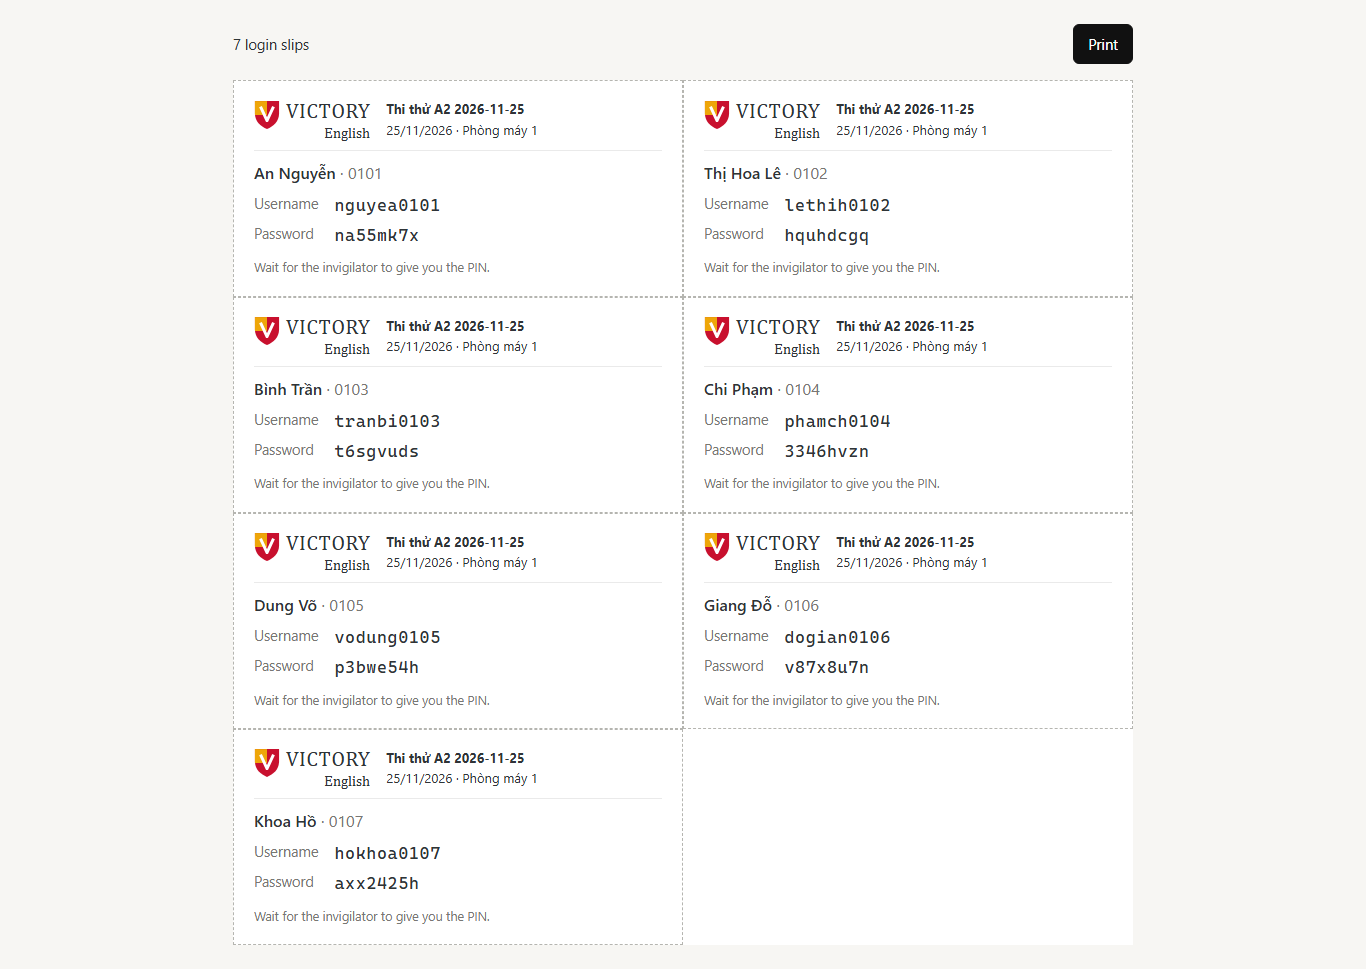 7 login slips
Print
VICTORY
English
Thi thử A2 2026-11-25
25/11/2026 · Phòng máy 1
An Nguyễn · 0101
Username nguyea0101
Password na55mk7x
Wait for the invigilator to give you the PIN.
VICTORY
English
Thi thử A2 2026-11-25
25/11/2026 · Phòng máy 1
Thị Hoa Lê · 0102
Username lethih0102
Password hquhdcgq
Wait for the invigilator to give you the PIN.
VICTORY
English
Thi thử A2 2026-11-25
25/11/2026 · Phòng máy 1
Bình Trần · 0103
Username tranbi0103
Password t6sgvuds
Wait for the invigilator to give you the PIN.
VICTORY
English
Thi thử A2 2026-11-25
25/11/2026 · Phòng máy 1
Chi Phạm · 0104
Username phamch0104
Password 3346hvzn
Wait for the invigilator to give you the PIN.
VICTORY
English
Thi thử A2 2026-11-25
25/11/2026 · Phòng máy 1
Dung Võ · 0105
Username vodung0105
Password p3bwe54h
Wait for the invigilator to give you the PIN.
VICTORY
English
Thi thử A2 2026-11-25
25/11/2026 · Phòng máy 1
Giang Đỗ · 0106
Username dogian0106
Password v87x8u7n
Wait for the invigilator to give you the PIN.
VICTORY
English
Thi thử A2 2026-11-25
25/11/2026 · Phòng máy 1
Khoa Hồ · 0107
Username hokhoa0107
Password axx2425h
Wait for the invigilator to give you the PIN.